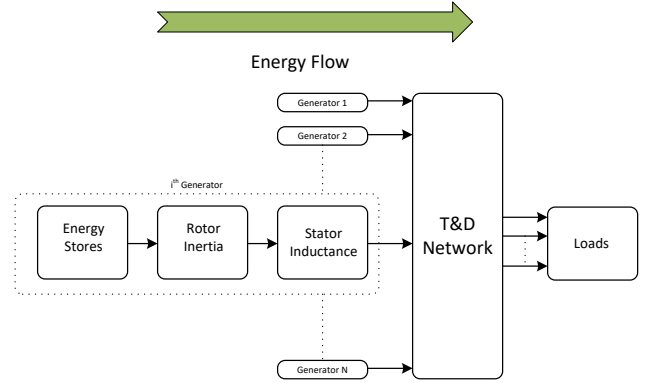 Energy Flow
Generator 1
Generator 2
ith Generator
Energy
Stores
Rotor
Inertia
Stator
Inductance
T&D
Network
Loads
Generator N